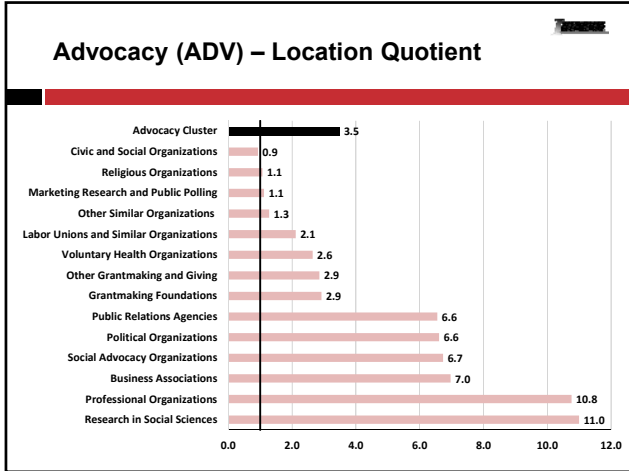 Advocacy (ADV) – Location Quotient
Advocacy Cluster 3.5
Civic and Social Organizations 0.9
Religious Organizations 1.1
Marketing Research and Public Polling 1.1
Other Similar Organizations 1.3
Labor Unions and Similar Organizations 2.1
Voluntary Health Organizations 2.6
Other Grantmaking and Giving 2.9
Grantmaking Foundations 2.9
Public Relations Agencies 6.6
Political Organizations 6.6
Social Advocacy Organizations 6.7
Business Associations 7.0
Professional Organizations 10.8
Research in Social Sciences 11.0
0.0 2.0 4.0 6.0 8.0 10.0 12.0